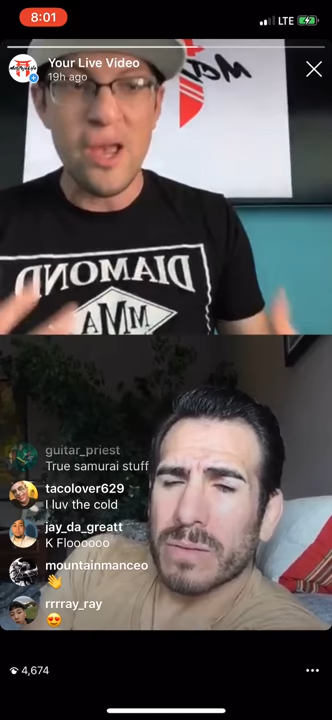 8:01
LTE
Your Live Video
19h ago
DIAMOND
MMA
guitar_priest
True samurai stuff
tacolover629
I luv the cold
jay_da_greatt
K Floooooo
mountainmanceo
👋
rrrray_ray
😍
4,674